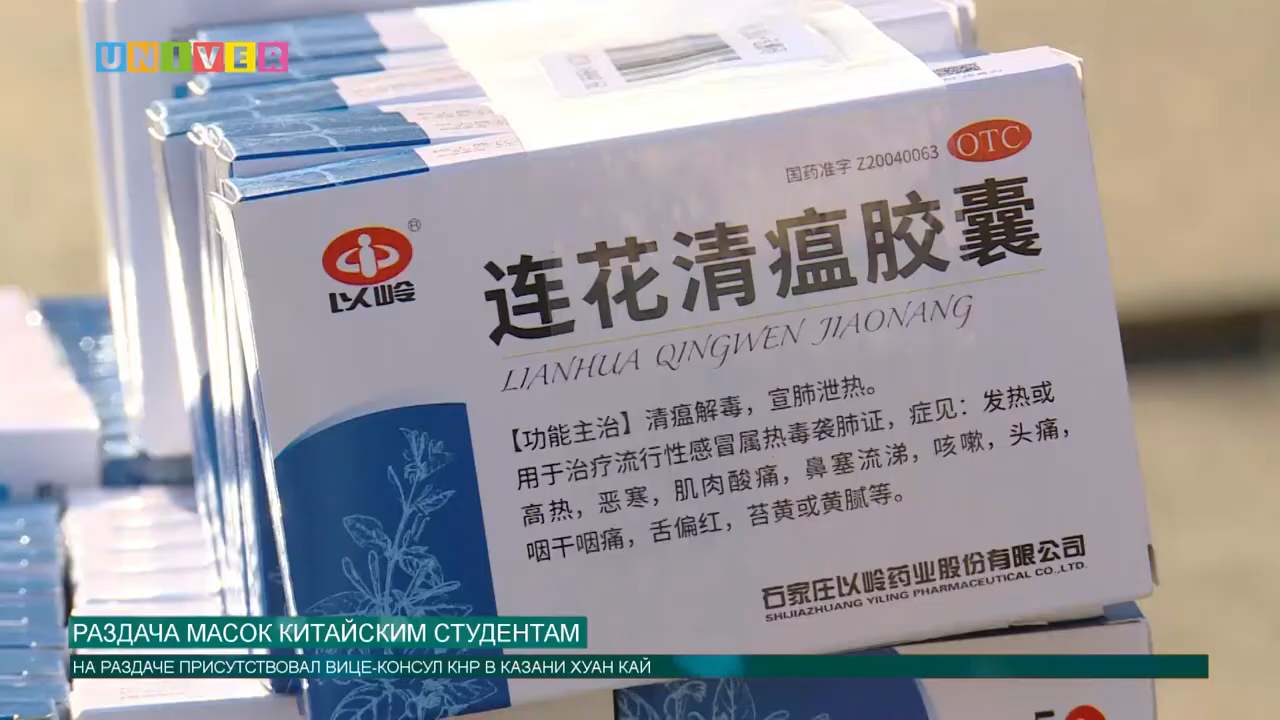 UNIVER
OTC
国药准字 Z20040063
以岭
连花清瘟胶囊
LIANHUA QINGWEN JIAONANG
【功能主治】清瘟解毒，宣肺泄热。
用于治疗流行性感冒属热毒袭肺证，症见：发热或
高热，恶寒，肌肉酸痛，鼻塞流涕，咳嗽，头痛，
咽干咽痛，舌偏红，苔黄或黄腻等。
石家庄以岭药业股份有限公司
SHIJIAZHUANG YILING PHARMACEUTICAL CO.,LTD.
РАЗДАЧА МАСОК КИТАЙСКИМ СТУДЕНТАМ
НА РАЗДАЧЕ ПРИСУТСТВОВАЛ ВИЦЕ-КОНСУЛ КНР В КАЗАНИ ХУАН КАЙ